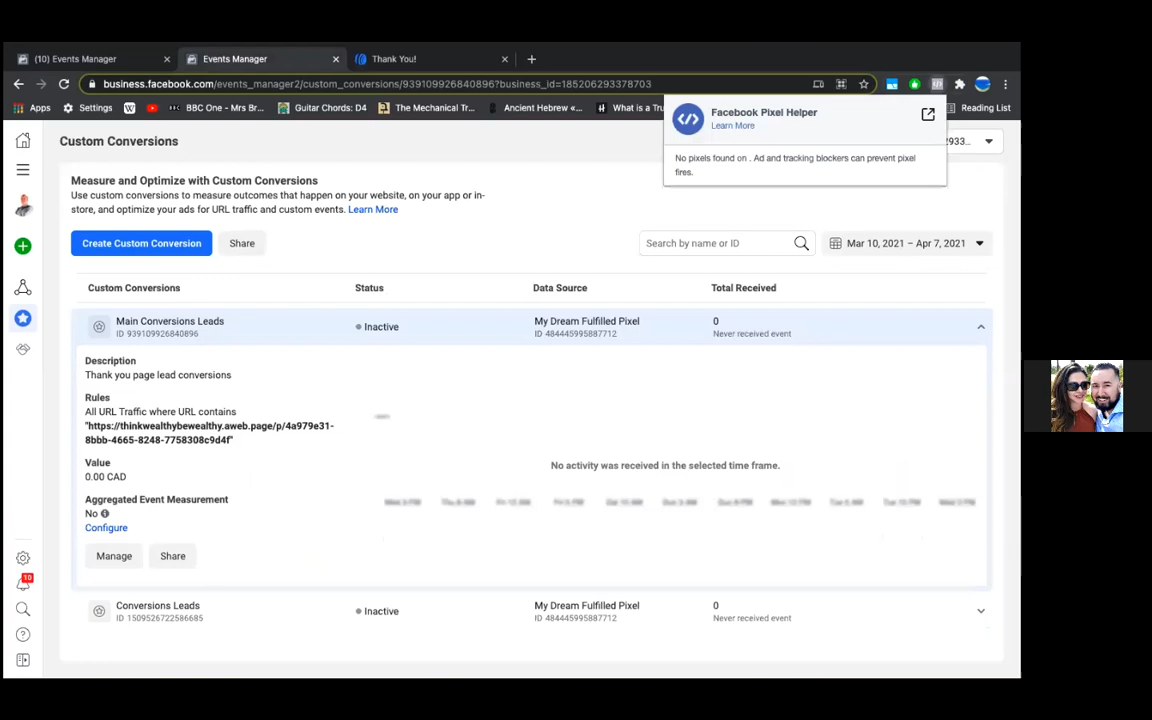 (10) Events Manager
Events Manager
Thank You!
business.facebook.com/events_manager2/custom_conversions/939109926840896?business_id=185206293378703
Apps
Settings
BBC One - Mrs Br...
Guitar Chords: D4
The Mechanical Tr...
Ancient Hebrew «...
What is a Tru
Reading List
Facebook Pixel Helper
Learn More
No pixels found on . Ad and tracking blockers can prevent pixel
fires.
Custom Conversions
933...
Measure and Optimize with Custom Conversions
Use custom conversions to measure outcomes that happen on your website, on your app or in-
store, and optimize your ads for URL traffic and custom events. Learn More
Create Custom Conversion
Share
Search by name or ID
Mar 10, 2021 – Apr 7, 2021
Custom Conversions
Status
Data Source
Total Received
Main Conversions Leads
ID 939109926840896
Inactive
My Dream Fulfilled Pixel
ID 484445995887712
0
Never received event
Description
Thank you page lead conversions
Rules
All URL Traffic where URL contains
"https://thinkwealthybewealthy.aweb.page/p/4a979e31-
8bbb-4665-8248-7758308c9d4f"
Value
0.00 CAD
Aggregated Event Measurement
No
Configure
No activity was received in the selected time frame.
Manage
Share
10
Conversions Leads
ID 1509526722586685
Inactive
My Dream Fulfilled Pixel
ID 484445995887712
0
Never received event